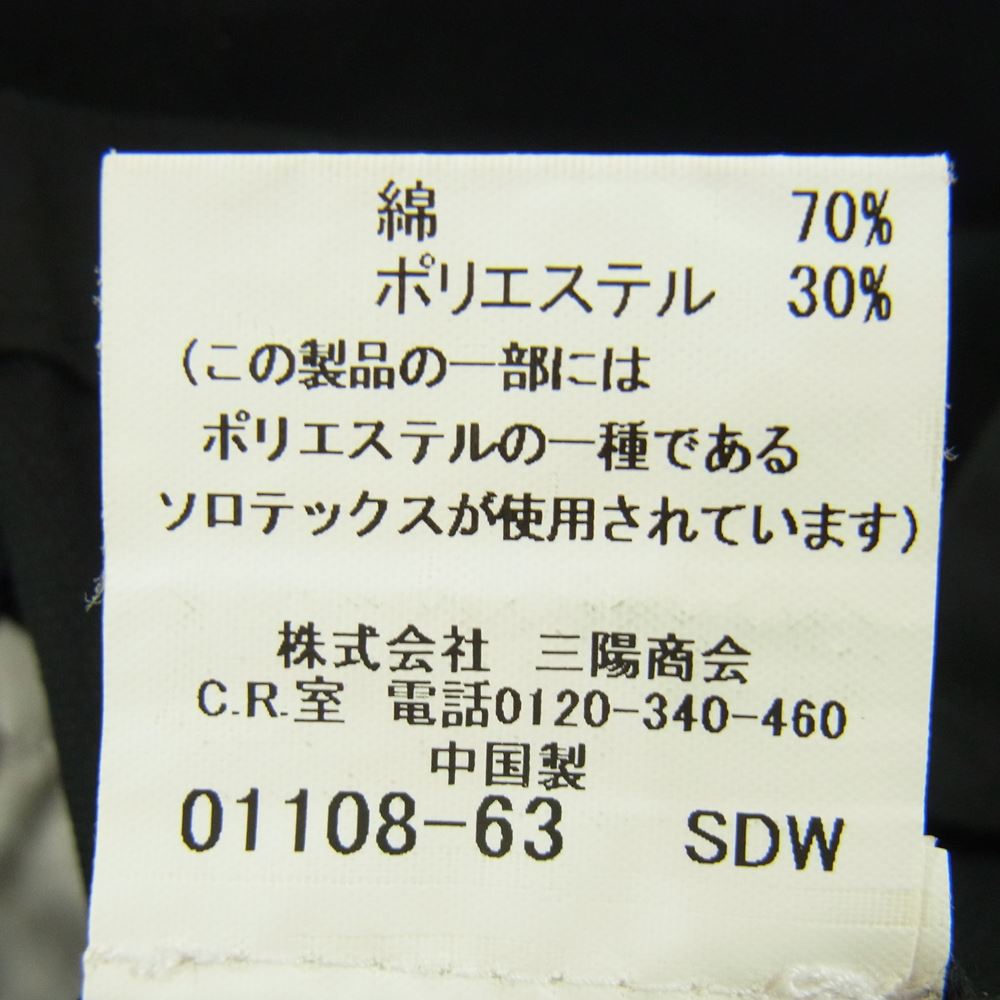 綿 70%
ポリエステル 30%
(この製品の一部には
ポリエステルの一種である
ソロテックスが使用されています)
株式会社 三陽商会
C.R.室 電話0120-340-460
中国製
01108-63 SDW